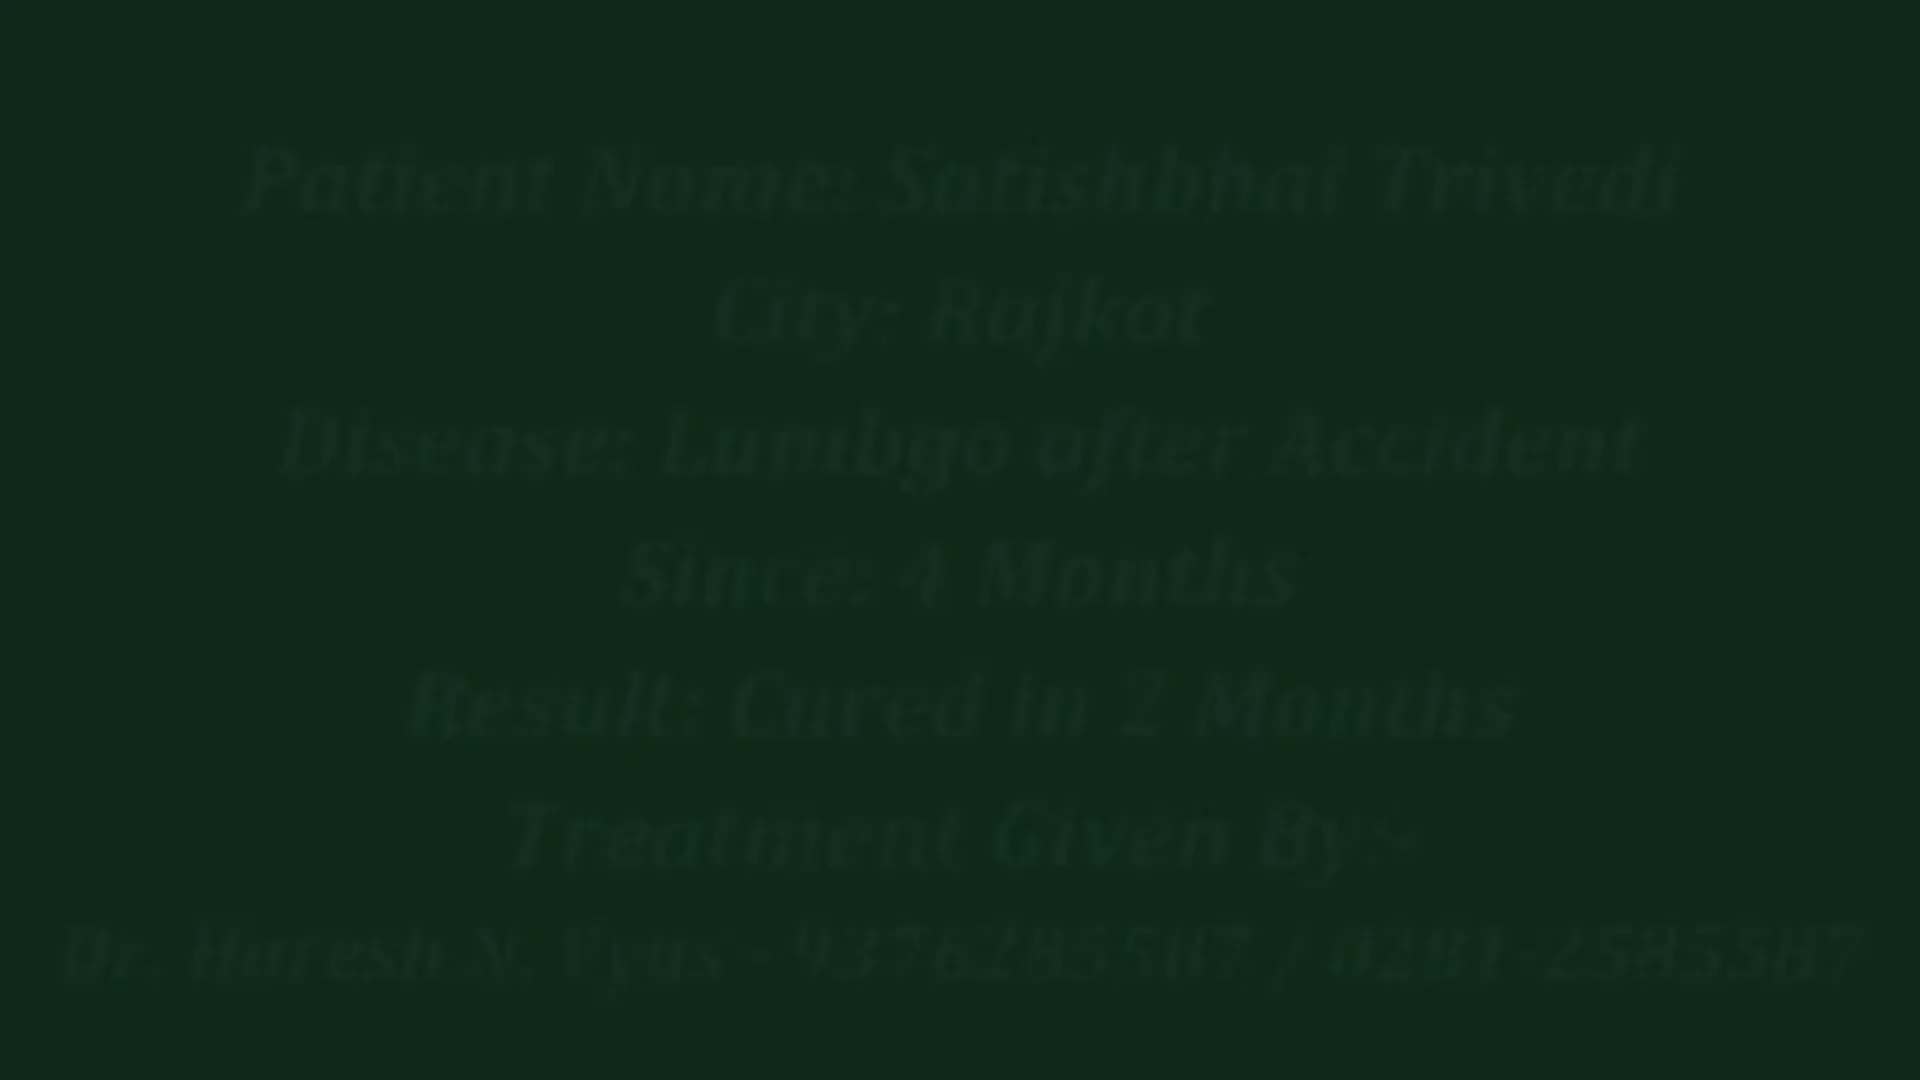 Patient Name: Satishbhai Trivedi
City: Rajkot
Disease: Lumbgo after Accident
Since: 4 Months
Result: Cured in 2 Months
Treatment Given By:-
Dr. Haresh N. Vyas - 9376285587 / 0281-2585587